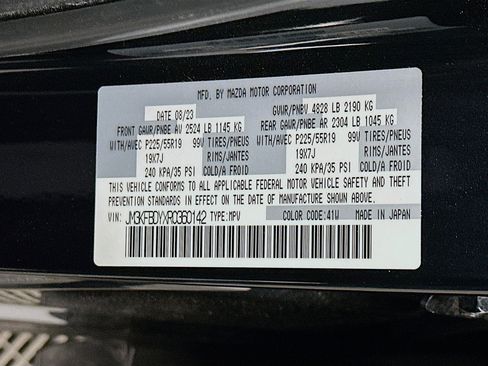 MFD. BY MAZDA MOTOR CORPORATION
DATE 08/23 GVWR/PNBV 4828 LB 2190 KG
FRONT GAWR/PNBE AV 2524 LB 1145 KG REAR GAWR/PNBE AR 2304 LB 1045 KG
WITH/AVEC P225/55R19 99V TIRES/PNEUS WITH/AVEC P225/55R19 99V TIRES/PNEUS
19X7J RIMS/JANTES 19X7J RIMS/JANTES
240 KPA/35 PSI COLD/A FROID 240 KPA/35 PSI COLD/A FROID
THIS VEHICLE CONFORMS TO ALL APPLICABLE FEDERAL MOTOR VEHICLE SAFETY AND THEFT
PREVENTION STANDARDS IN EFFECT ON THE DATE OF MANUFACTURE SHOWN ABOVE.
VIN: JM3KFBDYXR0360142 TYPE:MPV COLOR CODE:41W MADE IN JAPAN